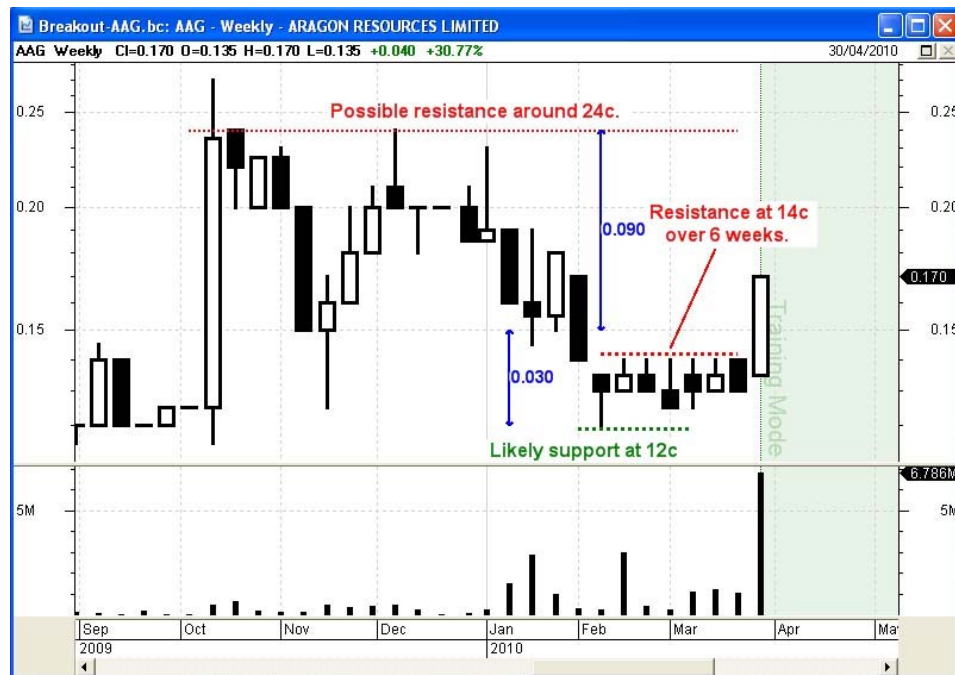 Breakout-AAG.bc: AAG - Weekly - ARAGON RESOURCES LIMITED
AAG Weekly Cl=0.170 O=0.135 H=0.170 L=0.135 +0.040 +30.77% 30/04/2010
0.25 0.25
Possible resistance around 24c.
0.20 0.20
Resistance at 14c
over 6 weeks.
0.090
0.170
0.15 0.15
0.030
Training Mode
Likely support at 12c
6.786M
5M 5M
Sep Oct Nov Dec Jan Feb Mar Apr May
2009 2010